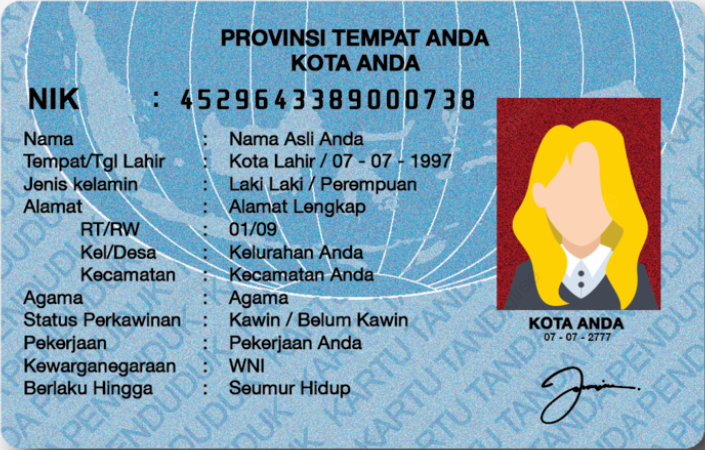 PROVINSI TEMPAT ANDA
KOTA ANDA
NIK : 4529643389000738
Nama : Nama Asli Anda
Tempat/Tgl Lahir : Kota Lahir / 07 - 07 - 1997
Jenis kelamin : Laki Laki / Perempuan
Alamat : Alamat Lengkap
RT/RW : 01/09
Kel/Desa : Kelurahan Anda
Kecamatan : Kecamatan Anda
Agama : Agama
Status Perkawinan : Kawin / Belum Kawin
Pekerjaan : Pekerjaan Anda
Kewarganegaraan : WNI
Berlaku Hingga : Seumur Hidup
KOTA ANDA
07 - 07 - 2777
KARTU TANDA PENDUDUK